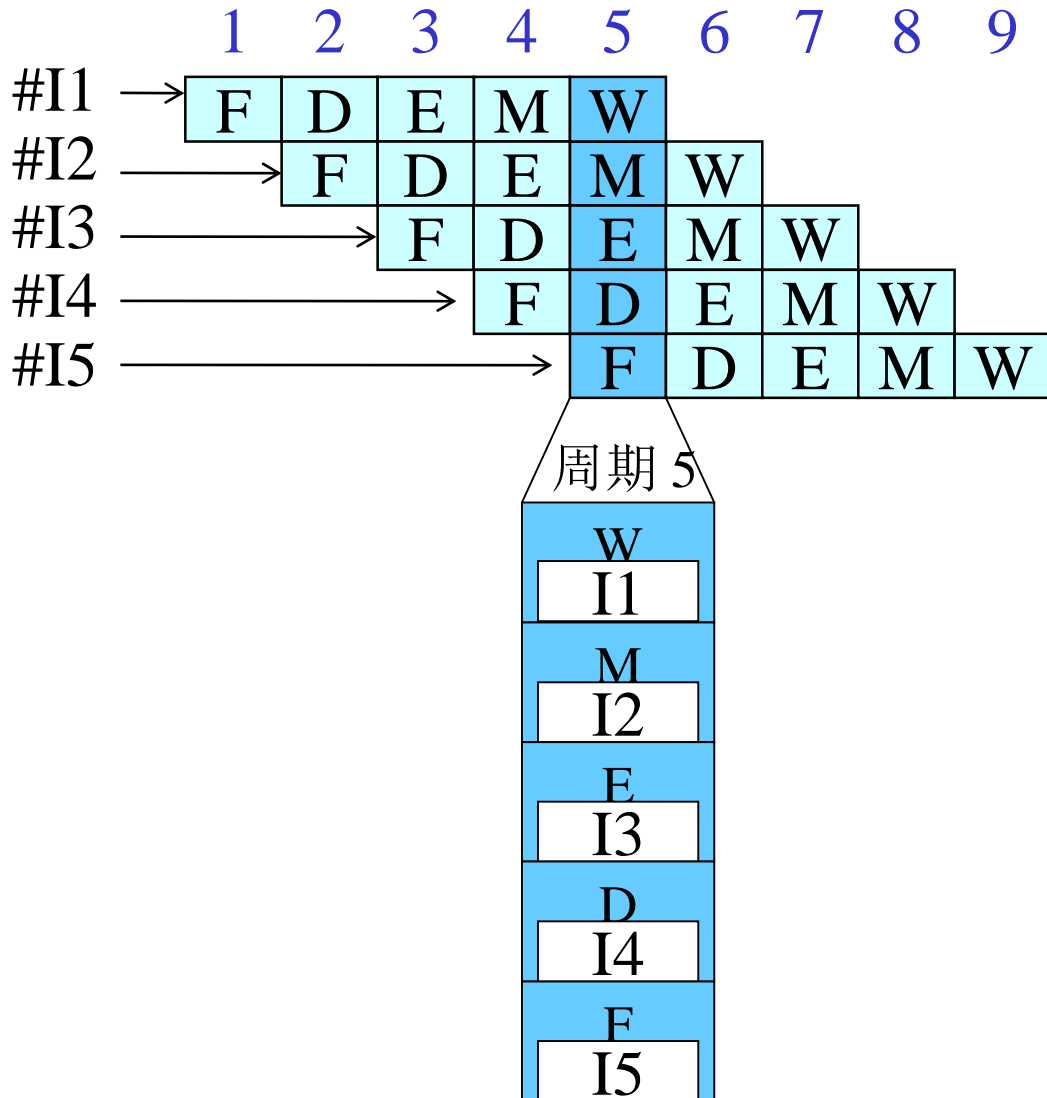 1 2 3 4 5 6 7 8 9
#I1 F D E M W
#I2 F D E M W
#I3 F D E M W
#I4 F D E M W
#I5 F D E M W
周期 5
W
I1
M
I2
E
I3
D
I4
F
I5